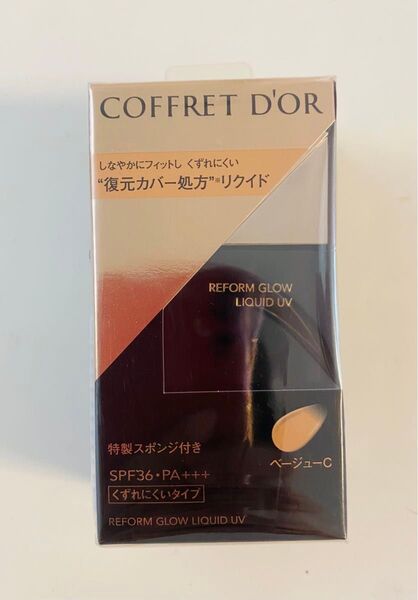 COFFRET D'OR
しなやかにフィットし くずれにくい
“復元カバー処方”※リクイド
REFORM GLOW
LIQUID UV
ベージューC
特製スポンジ付き
SPF36・PA+++
くずれにくいタイプ
REFORM GLOW LIQUID UV